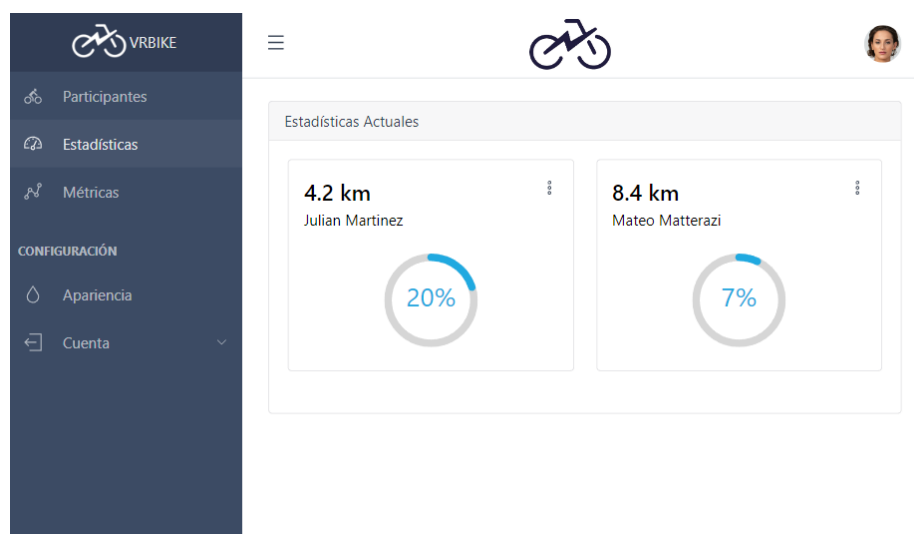 VRBIKE
Participantes
Estadísticas
Métricas
CONFIGURACIÓN
Apariencia
Cuenta
Estadísticas Actuales
4.2 km
Julian Martinez
20%
8.4 km
Mateo Matterazi
7%